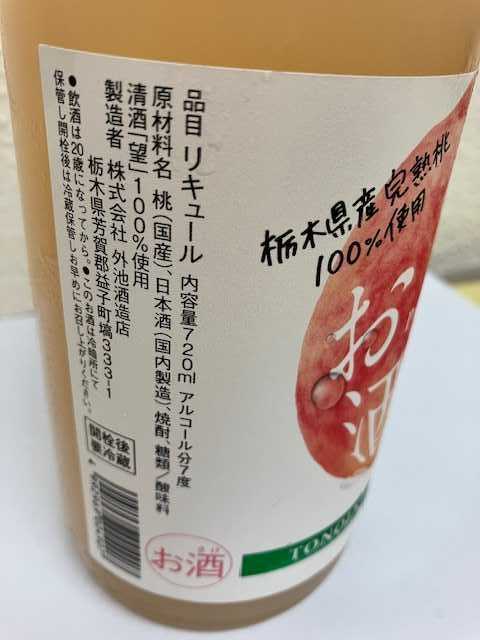 栃木県産完熟桃
100%使用
お酒
TONO
品目 リキュール 内容量720ml アルコール分7度
原材料名 桃(国産)、日本酒(国内製造)、焼酎、糖類/酸味料
清酒「望」100%使用
製造者 株式会社 外池酒造店
栃木県芳賀郡益子町塙333-1
●飲酒は20歳になってから。●このお酒は冷暗所にて
保管し開栓後は冷蔵保管しお早めにお召し上がりください。
開栓後
要冷蔵
さけ
お酒